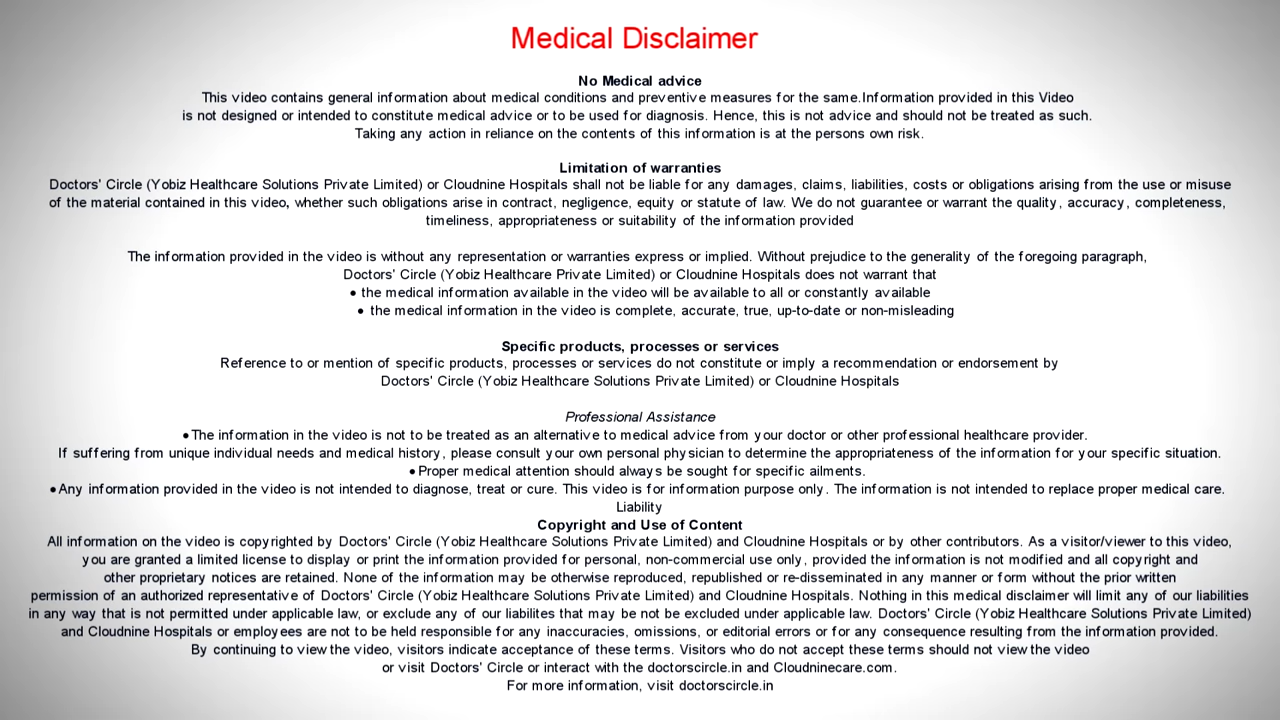 Medical Disclaimer
No Medical advice
This video contains general information about medical conditions and preventive measures for the same.Information provided in this Video
is not designed or intended to constitute medical advice or to be used for diagnosis. Hence, this is not advice and should not be treated as such.
Taking any action in reliance on the contents of this information is at the persons own risk.
Limitation of warranties
Doctors' Circle (Yobiz Healthcare Solutions Private Limited) or Cloudnine Hospitals shall not be liable for any damages, claims, liabilities, costs or obligations arising from the use or misuse
of the material contained in this video, whether such obligations arise in contract, negligence, equity or statute of law. We do not guarantee or warrant the quality, accuracy, completeness,
timeliness, appropriateness or suitability of the information provided
The information provided in the video is without any representation or warranties express or implied. Without prejudice to the generality of the foregoing paragraph,
Doctors' Circle (Yobiz Healthcare Private Limited) or Cloudnine Hospitals does not warrant that
• the medical information available in the video will be available to all or constantly available
• the medical information in the video is complete, accurate, true, up-to-date or non-misleading
Specific products, processes or services
Reference to or mention of specific products, processes or services do not constitute or imply a recommendation or endorsement by
Doctors' Circle (Yobiz Healthcare Solutions Private Limited) or Cloudnine Hospitals
Professional Assistance
•The information in the video is not to be treated as an alternative to medical advice from your doctor or other professional healthcare provider.
If suffering from unique individual needs and medical history, please consult your own personal physician to determine the appropriateness of the information for your specific situation.
•Proper medical attention should always be sought for specific ailments.
•Any information provided in the video is not intended to diagnose, treat or cure. This video is for information purpose only. The information is not intended to replace proper medical care.
Liability
Copyright and Use of Content
All information on the video is copyrighted by Doctors' Circle (Yobiz Healthcare Solutions Private Limited) and Cloudnine Hospitals or by other contributors. As a visitor/viewer to this video,
you are granted a limited license to display or print the information provided for personal, non-commercial use only, provided the information is not modified and all copyright and
other proprietary notices are retained. None of the information may be otherwise reproduced, republished or re-disseminated in any manner or form without the prior written
permission of an authorized representative of Doctors' Circle (Yobiz Healthcare Solutions Private Limited) and Cloudnine Hospitals. Nothing in this medical disclaimer will limit any of our liabilities
in any way that is not permitted under applicable law, or exclude any of our liabilites that may be not be excluded under applicable law. Doctors' Circle (Yobiz Healthcare Solutions Private Limited)
and Cloudnine Hospitals or employees are not to be held responsible for any inaccuracies, omissions, or editorial errors or for any consequence resulting from the information provided.
By continuing to view the video, visitors indicate acceptance of these terms. Visitors who do not accept these terms should not view the video
or visit Doctors' Circle or interact with the doctorscircle.in and Cloudninecare.com.
For more information, visit doctorscircle.in